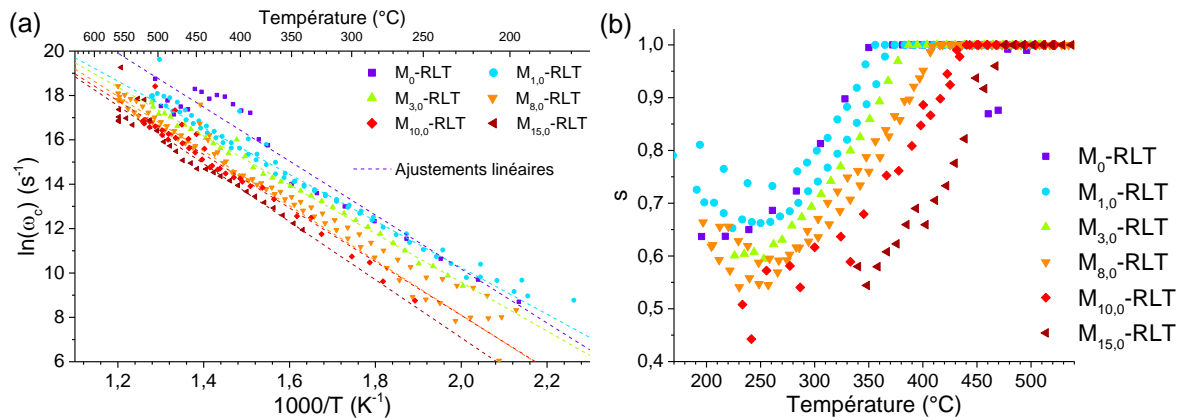 (a)
Température (°C)
600 550 500 450 400 350 300 250 200
ln(ω_c) (s⁻¹)
20
18
16
14
12
10
8
6
M₀-RLT M₁,₀-RLT
M₃,₀-RLT M₈,₀-RLT
M₁₀,₀-RLT M₁₅,₀-RLT
Ajustements linéaires
1,2 1,4 1,6 1,8 2,0 2,2
1000/T (K⁻¹)
(b)
s
1,0
0,9
0,8
0,7
0,6
0,5
0,4
200 250 300 350 400 450 500
Température (°C)
M₀-RLT
M₁,₀-RLT
M₃,₀-RLT
M₈,₀-RLT
M₁₀,₀-RLT
M₁₅,₀-RLT